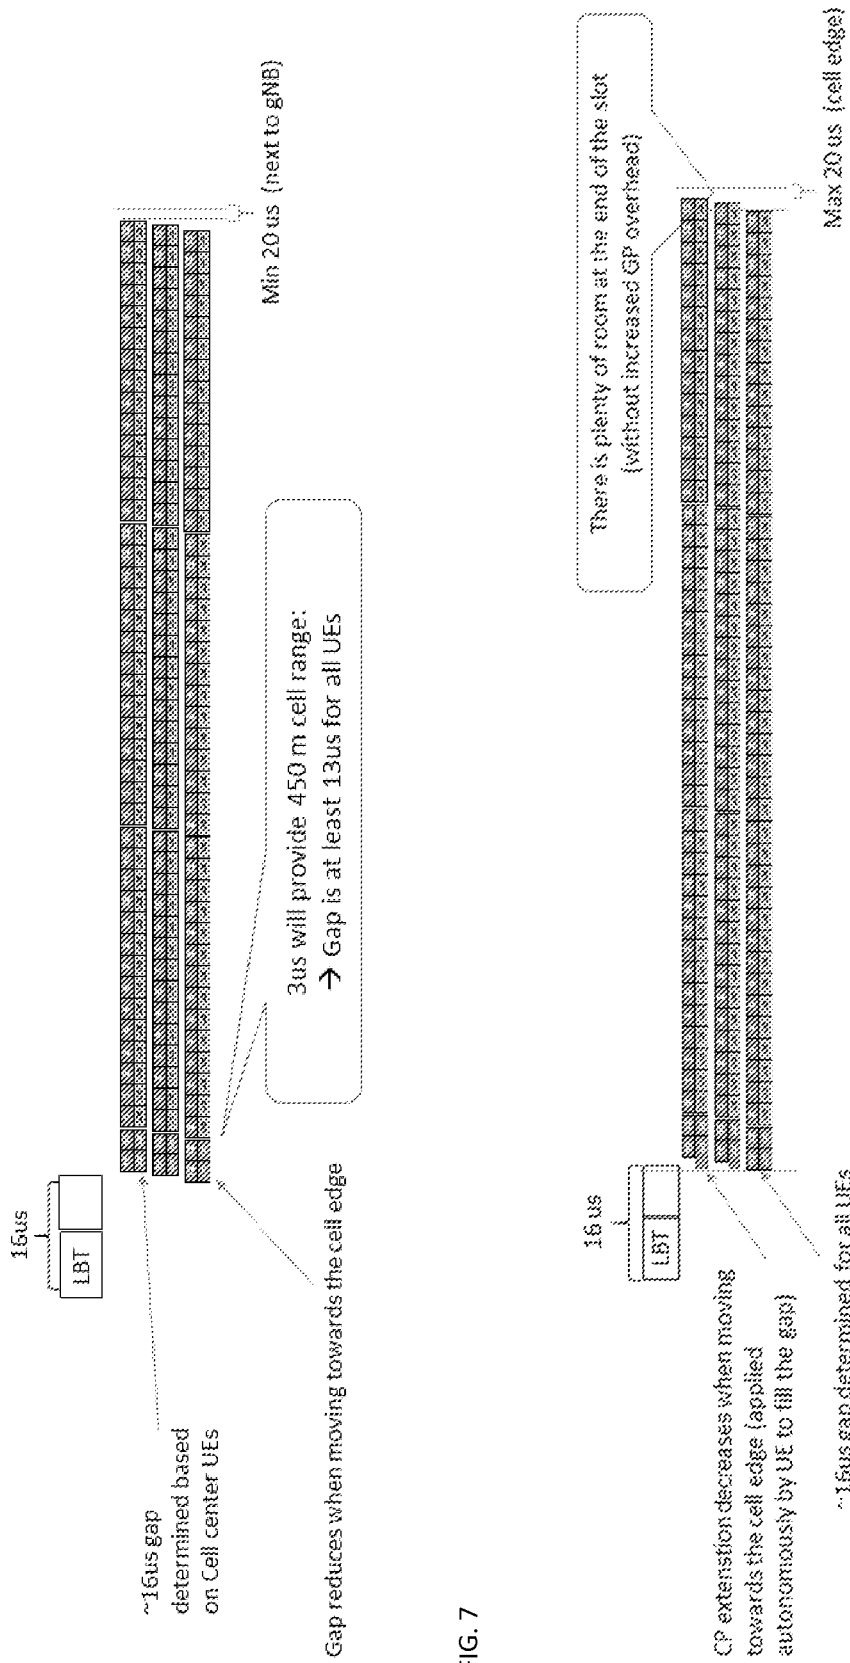 16us
LBT
~16us gap
determined based
on Cell center UEs
Gap reduces when moving towards the cell edge
3us will provide 450 m cell range:
→ Gap is at least 13us for all UEs
Min 20 us (next to gNB)
FIG. 7
16 us
LBT
CP extenstion decreases when moving
towards the cell edge (applied
autonomously by UE to fill the gap)
~16us gap determined for all UEs
There is plenty of room at the end of the slot
(without increased GP overhead)
Max 20 us (cell edge)